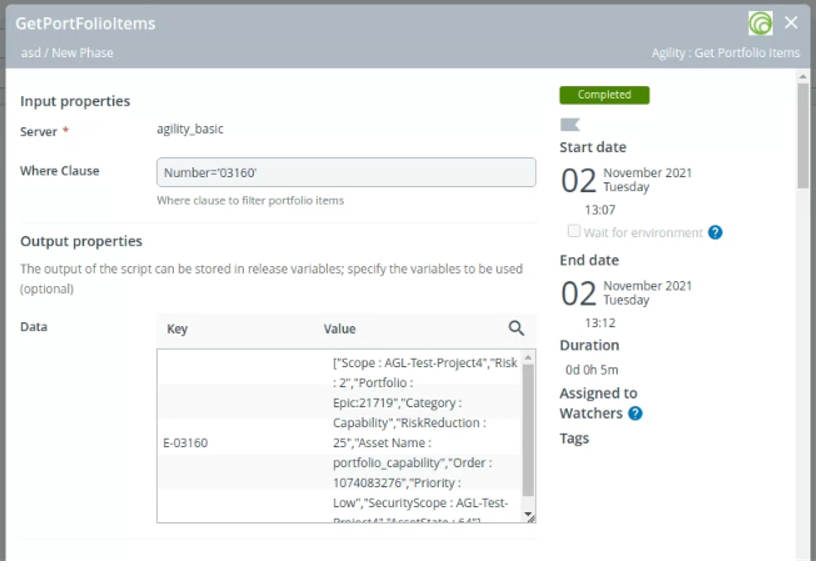 GetPortFolioItems
asd / New Phase
Agility : Get Portfolio Items
Input properties
Server *
agility_basic
Where Clause
Number='03160'
Where clause to filter portfolio items
Output properties
The output of the script can be stored in release variables; specify the variables to be used
(optional)
Data
Key
Value
E-03160
["Scope : AGL-Test-Project4","Risk
: 2","Portfolio :
Epic:21719","Category :
Capability","RiskReduction :
25","Asset Name :
portfolio_capability","Order :
1074083276","Priority :
Low","SecurityScope : AGL-Test-
Project4","AssetState : 64"]
Completed
Start date
02
November 2021
Tuesday
13:07
Wait for environment ?
End date
02
November 2021
Tuesday
13:12
Duration
0d 0h 5m
Assigned to
Watchers ?
Tags